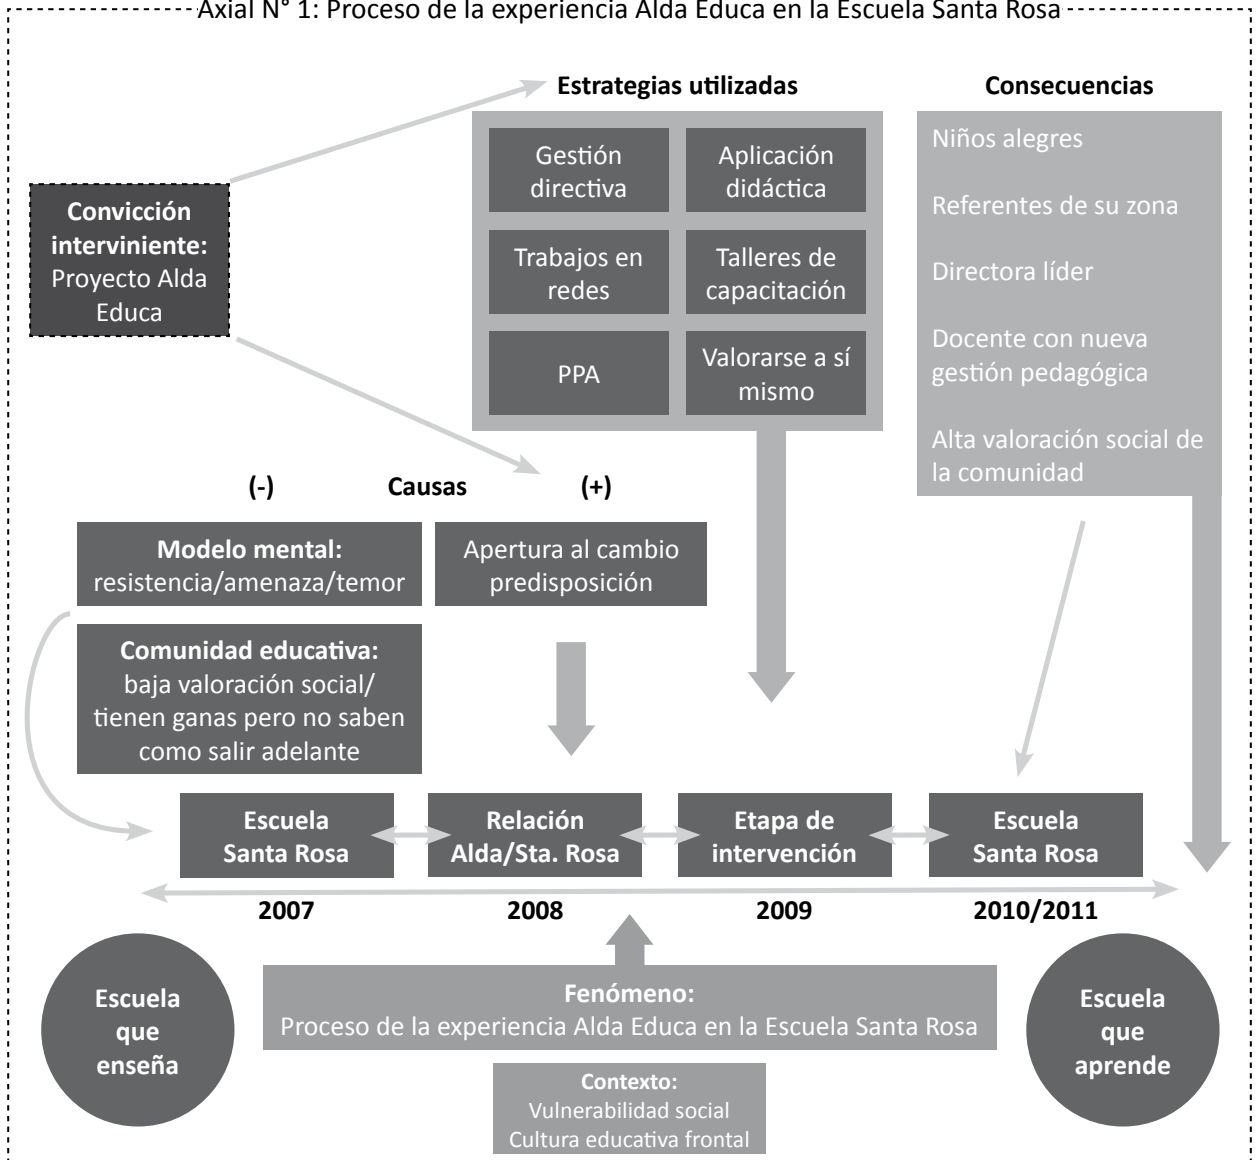 Axial N° 1: Proceso de la experiencia Alda Educa en la Escuela Santa Rosa
Estrategias utilizadas
Consecuencias
Convicción
interviniente:
Proyecto Alda
Educa
Gestión
directiva
Aplicación
didáctica
Trabajos en
redes
Talleres de
capacitación
PPA
Valorarse a sí
mismo
Niños alegres
Referentes de su zona
Directora líder
Docente con nueva
gestión pedagógica
Alta valoración social de
la comunidad
(-) Causas (+)
Modelo mental:
resistencia/amenaza/temor
Apertura al cambio
predisposición
Comunidad educativa:
baja valoración social/
tienen ganas pero no saben
como salir adelante
Escuela
Santa Rosa
Relación
Alda/Sta. Rosa
Etapa de
intervención
Escuela
Santa Rosa
2007 2008 2009 2010/2011
Escuela
que
enseña
Fenómeno:
Proceso de la experiencia Alda Educa en la Escuela Santa Rosa
Contexto:
Vulnerabilidad social
Cultura educativa frontal
Escuela
que
aprende